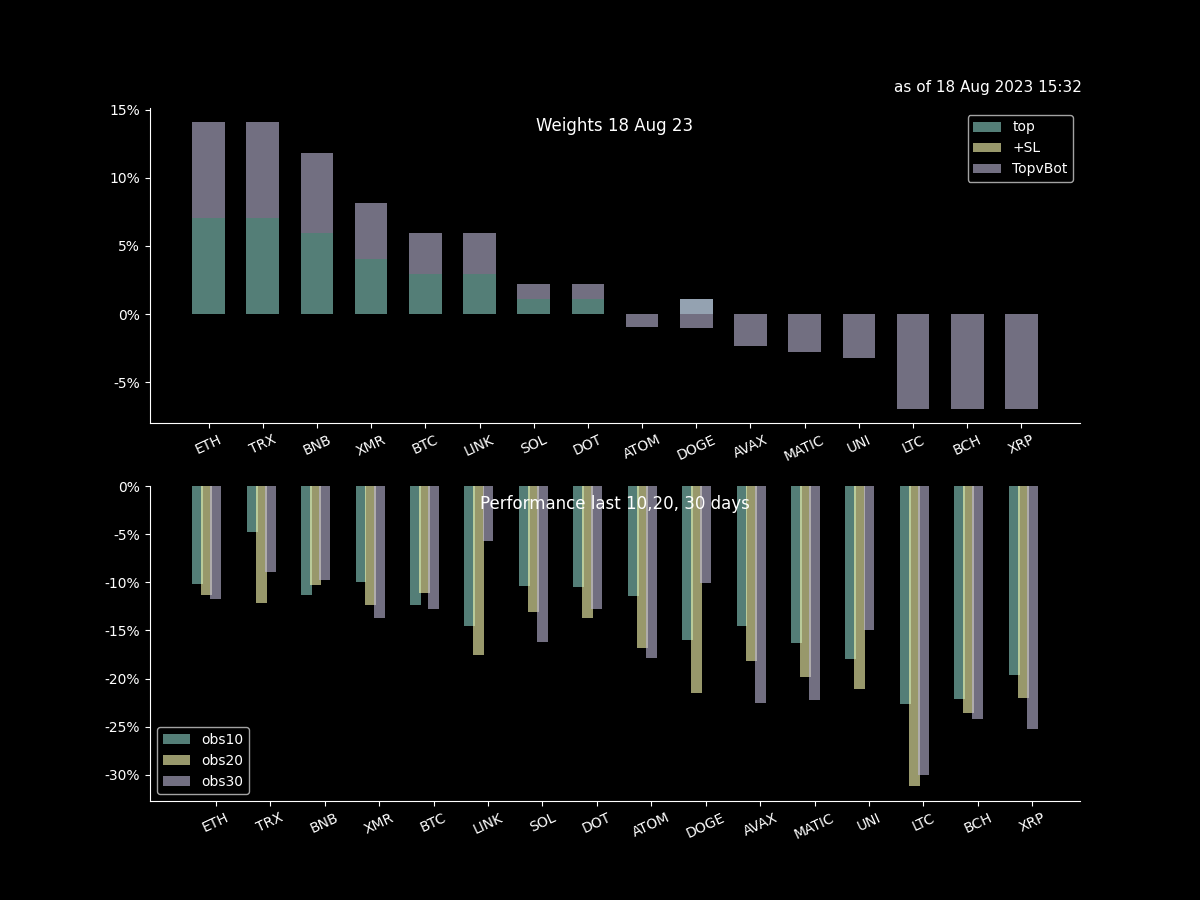 as of 18 Aug 2023 15:32
Weights 18 Aug 23
15%
10%
5%
0%
-5%
top
+SL
TopvBot
ETH TRX BNB XMR BTC LINK SOL DOT ATOM DOGE AVAX MATIC UNI LTC BCH XRP
Performance last 10,20, 30 days
0%
-5%
-10%
-15%
-20%
-25%
-30%
obs10
obs20
obs30
ETH TRX BNB XMR BTC LINK SOL DOT ATOM DOGE AVAX MATIC UNI LTC BCH XRP